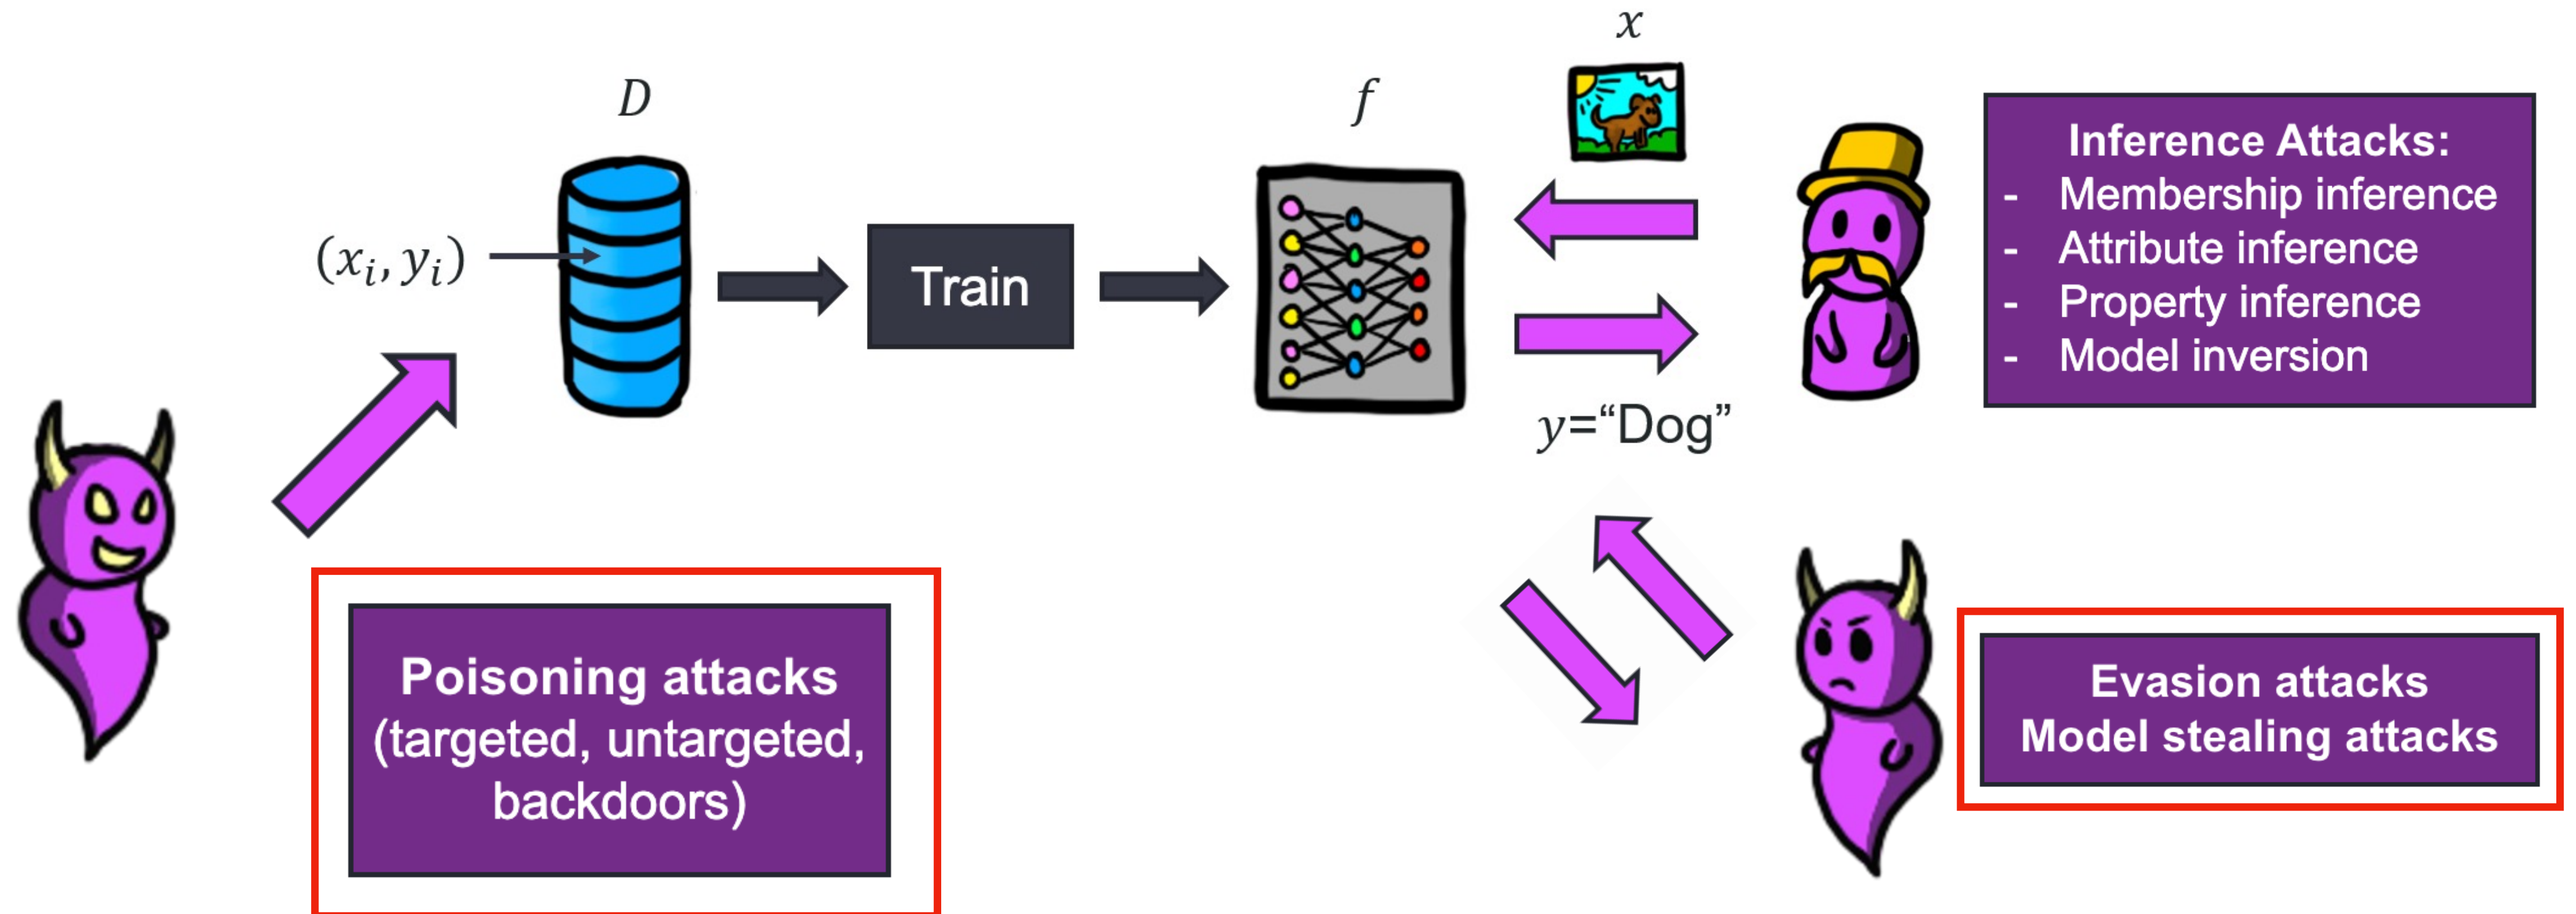 x
D
f
(xᵢ, yᵢ)
Train
y="Dog"
Inference Attacks:
- Membership inference
- Attribute inference
- Property inference
- Model inversion
Poisoning attacks
(targeted, untargeted,
backdoors)
Evasion attacks
Model stealing attacks